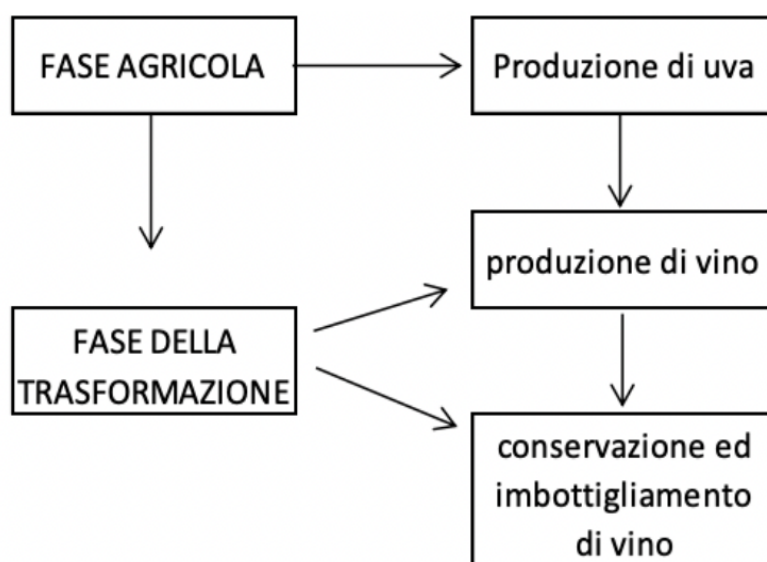 FASE AGRICOLA
Produzione di uva
produzione di vino
FASE DELLA
TRASFORMAZIONE
conservazione ed
imbottigliamento
di vino